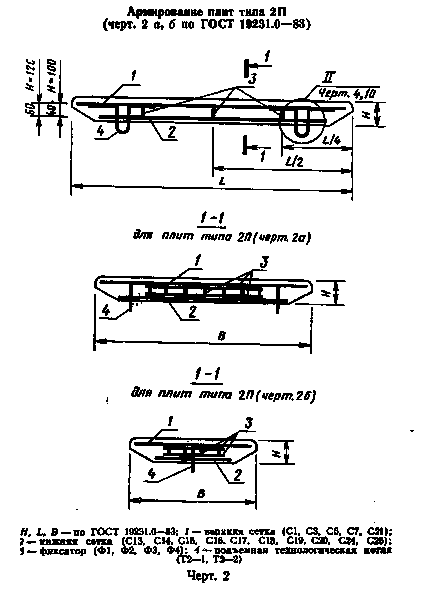 Армирование плит типа 2П
(черт. 2 а, б по ГОСТ 19231.0—83)
1
1
3
II
Черт. 4, 10
H=120
H=100
60
40
H
4
2
1
L/4
L/2
L
1-1
для плит типа 2П (черт. 2а)
1
3
4
2
H
B
1-1
для плит типа 2П (черт. 2б)
1
3
4
2
H
B
H, L, B — по ГОСТ 19231.0—83; 1 — верхняя сетка (С1, С3, С5, С7, С21);
2 — нижняя сетка (С13, С14, С15, С16, С17, С18, С19, С20, С24, С25);
3 — фиксатор (Ф1, Ф2, Ф3, Ф4); 4 — подъемная технологическая петля
(Т2—1, Т2—2)
Черт. 2